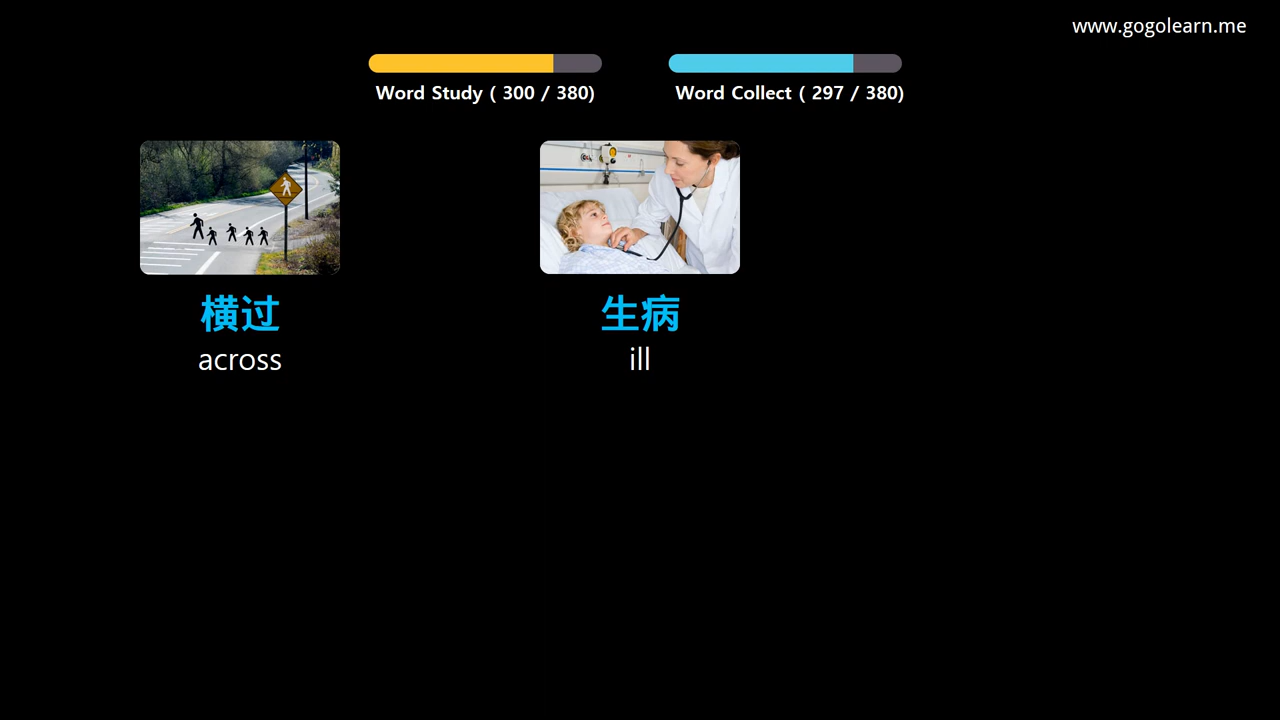 www.gogolearn.me
Word Study ( 300 / 380)
Word Collect ( 297 / 380)
横过
across
生病
ill